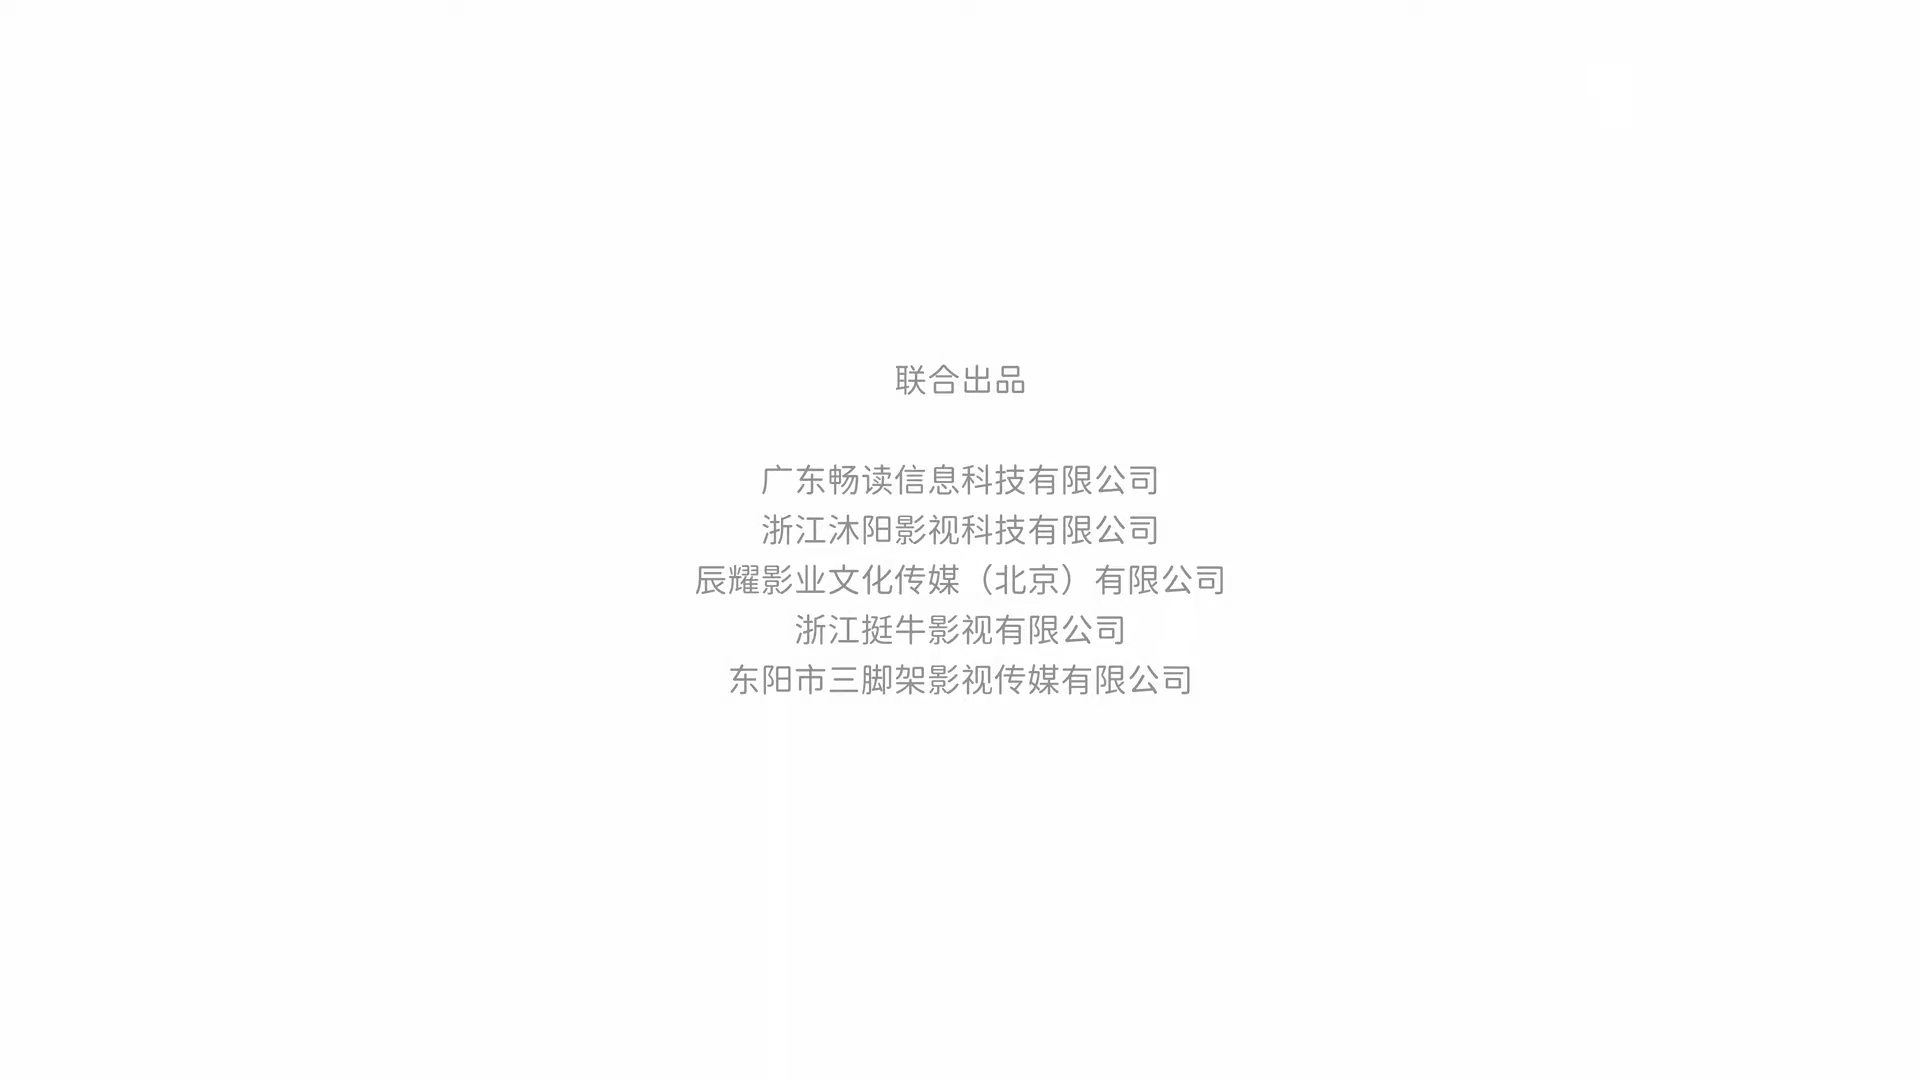 联合出品
广东畅读信息科技有限公司
浙江沐阳影视科技有限公司
辰耀影业文化传媒（北京）有限公司
浙江挺牛影视有限公司
东阳市三脚架影视传媒有限公司